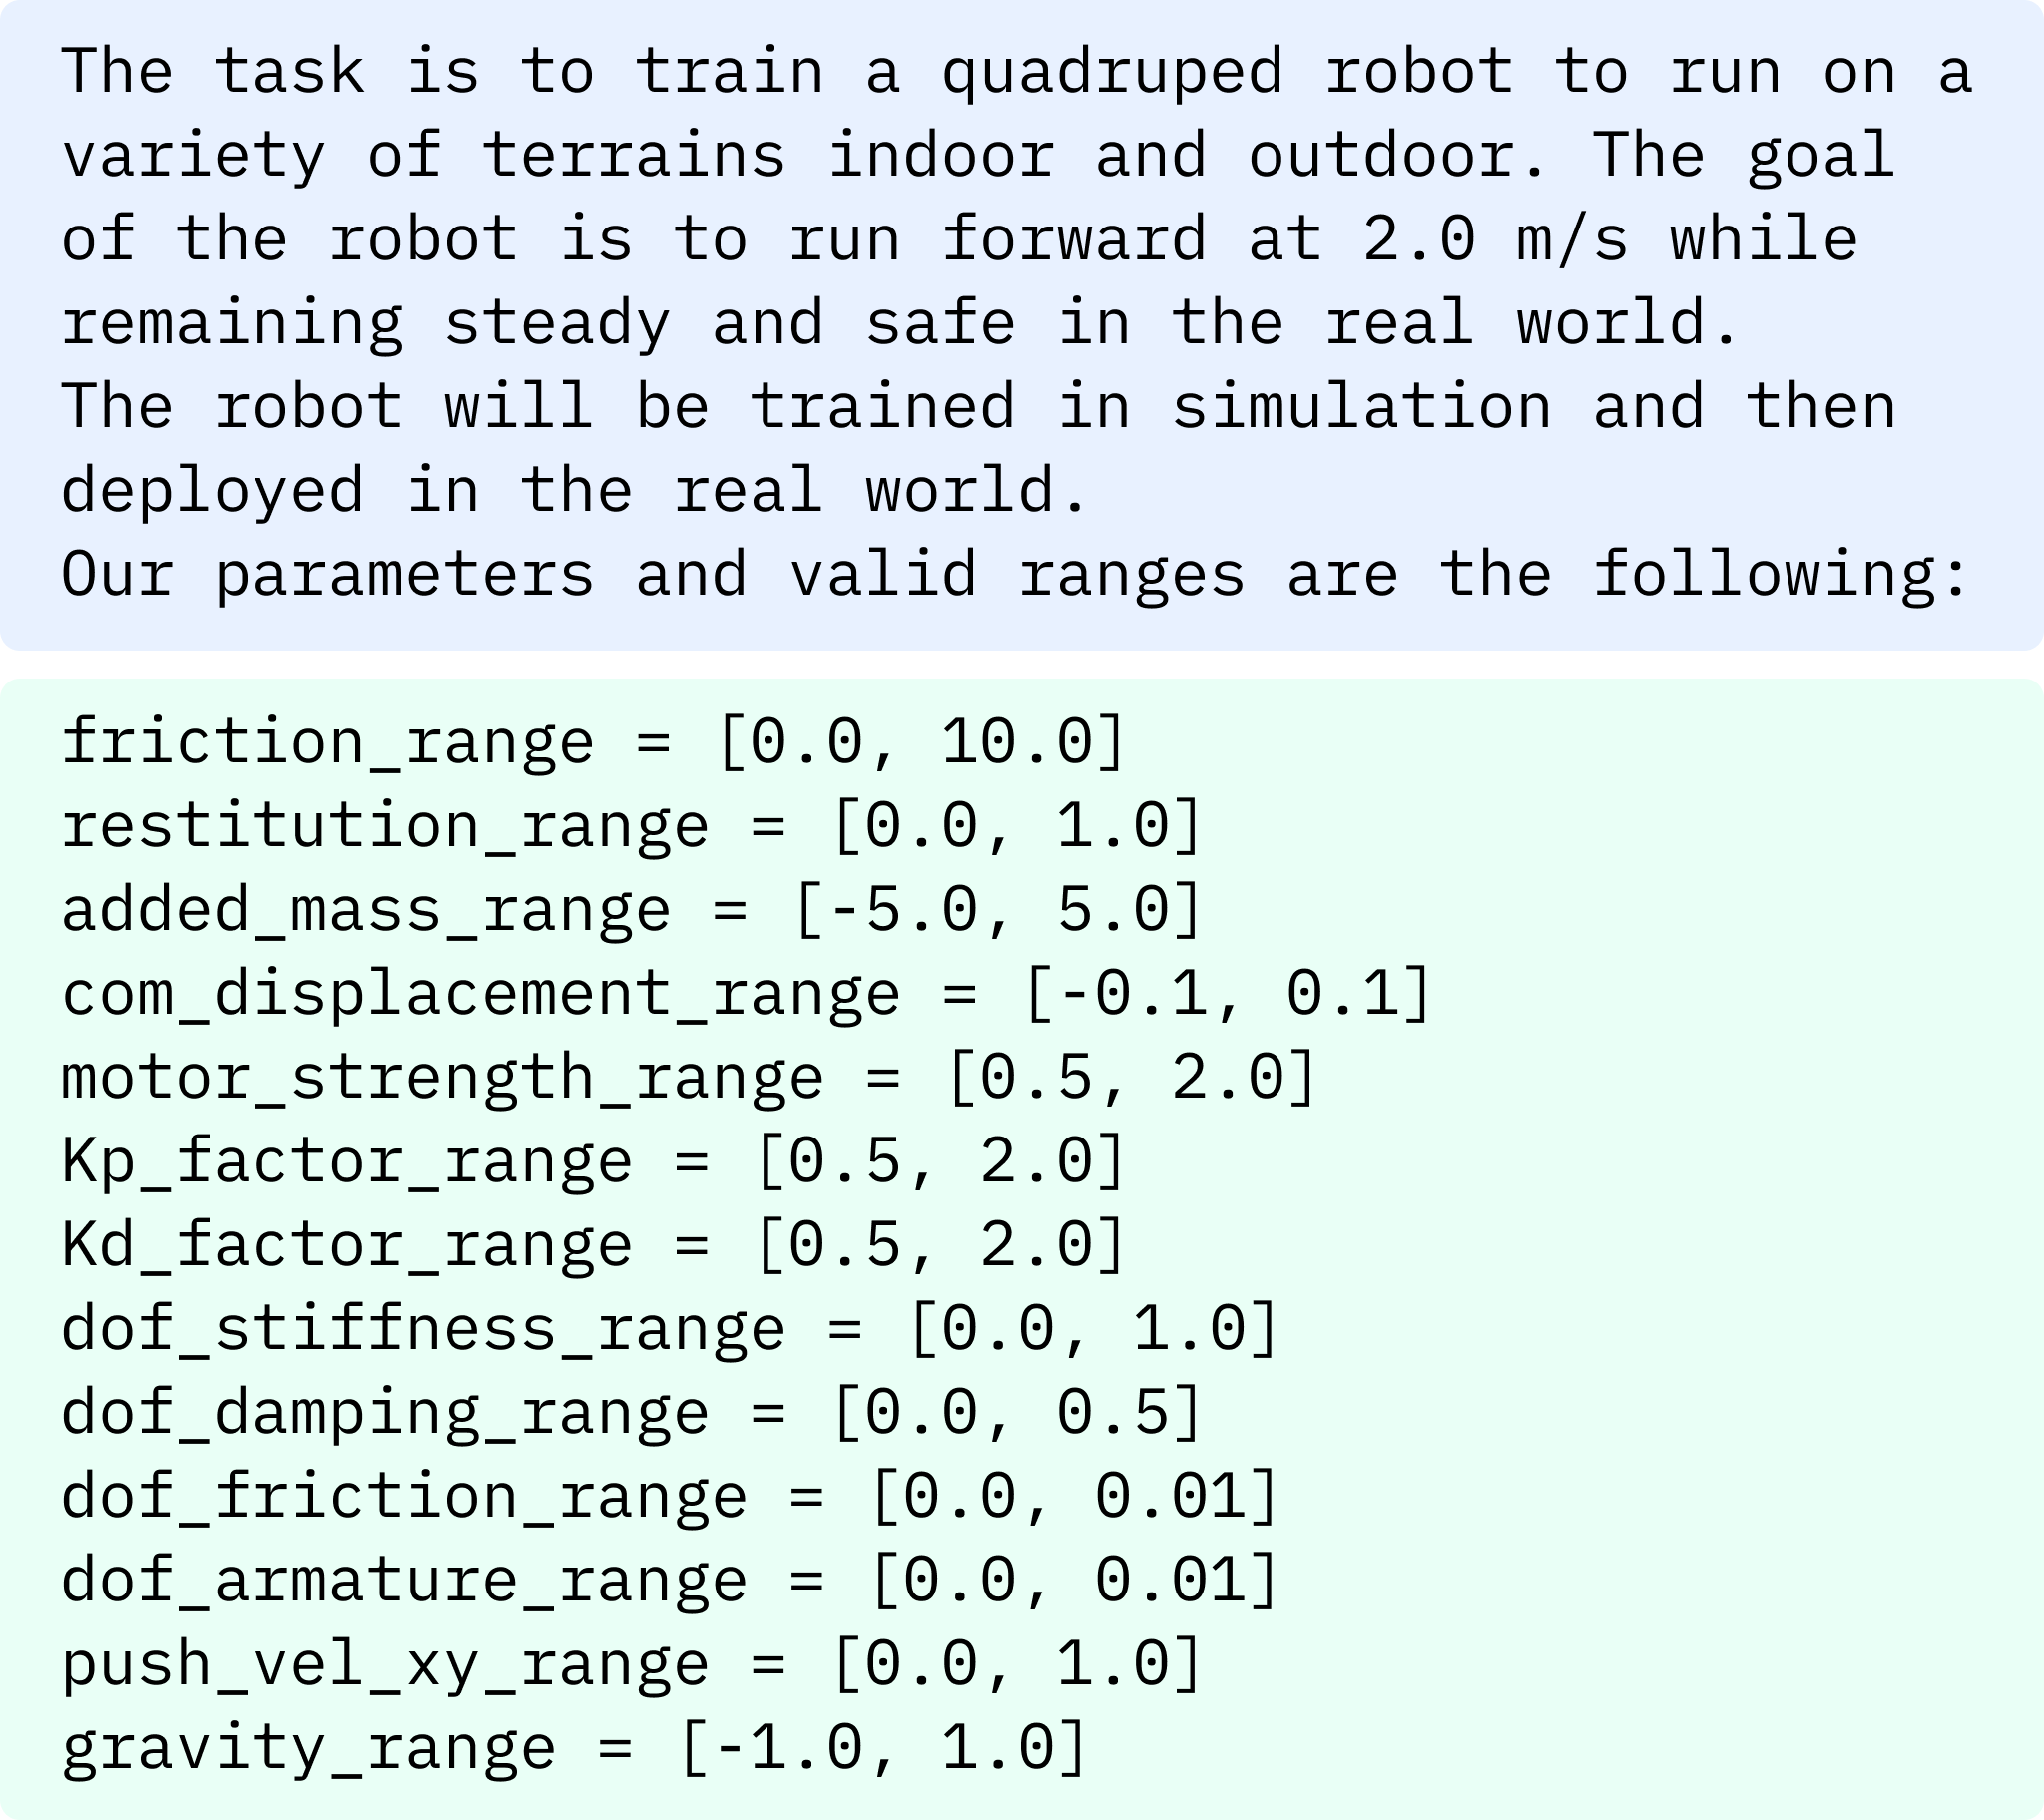 The task is to train a quadruped robot to run on a
variety of terrains indoor and outdoor. The goal
of the robot is to run forward at 2.0 m/s while
remaining steady and safe in the real world.
The robot will be trained in simulation and then
deployed in the real world.
Our parameters and valid ranges are the following:
friction_range = [0.0, 10.0]
restitution_range = [0.0, 1.0]
added_mass_range = [-5.0, 5.0]
com_displacement_range = [-0.1, 0.1]
motor_strength_range = [0.5, 2.0]
Kp_factor_range = [0.5, 2.0]
Kd_factor_range = [0.5, 2.0]
dof_stiffness_range = [0.0, 1.0]
dof_damping_range = [0.0, 0.5]
dof_friction_range = [0.0, 0.01]
dof_armature_range = [0.0, 0.01]
push_vel_xy_range = [0.0, 1.0]
gravity_range = [-1.0, 1.0]